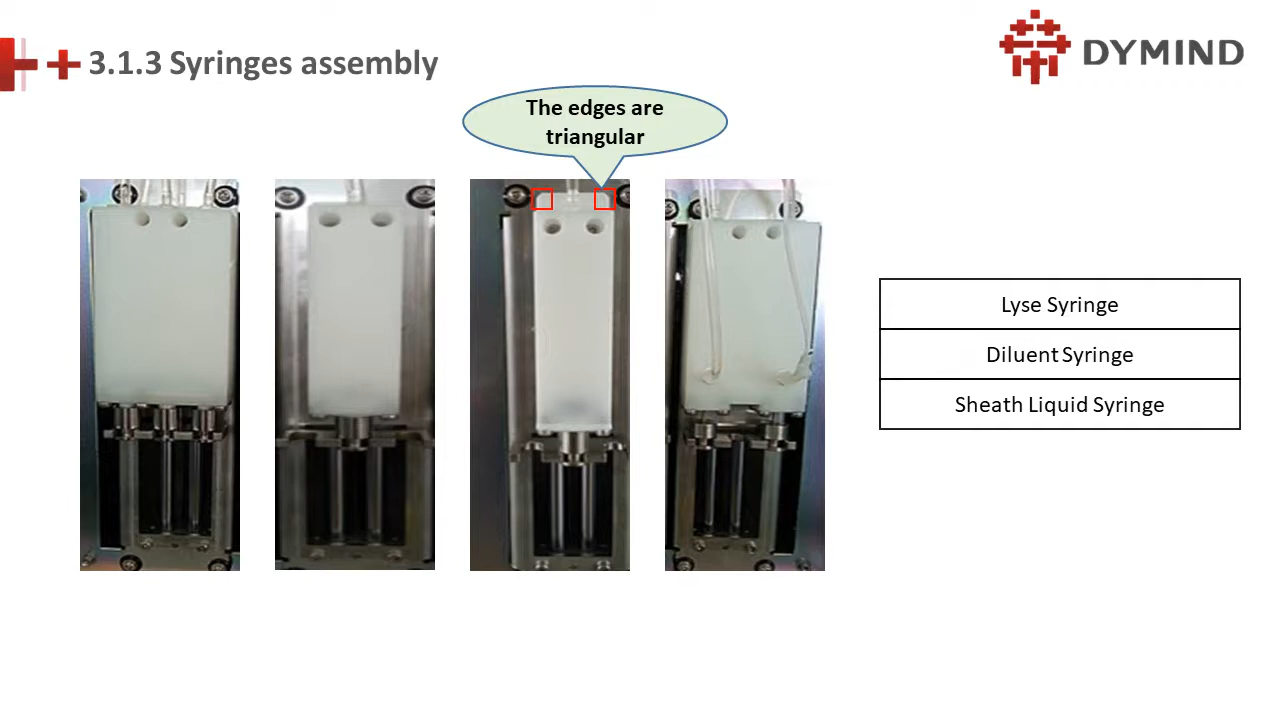 3.1.3 Syringes assembly
DYMIND
The edges are
triangular
Lyse Syringe
Diluent Syringe
Sheath Liquid Syringe